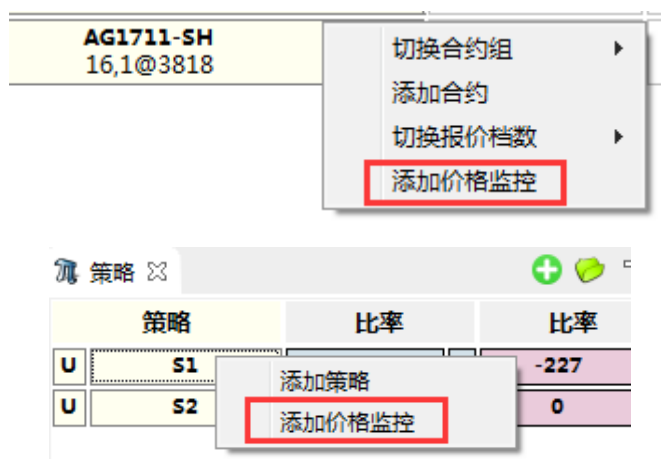 AG1711-SH
16,1@3818
切换合约组
添加合约
切换报价档数
添加价格监控
策略
策略 比率 比率
U S1 -227
U S2 0
添加策略
添加价格监控